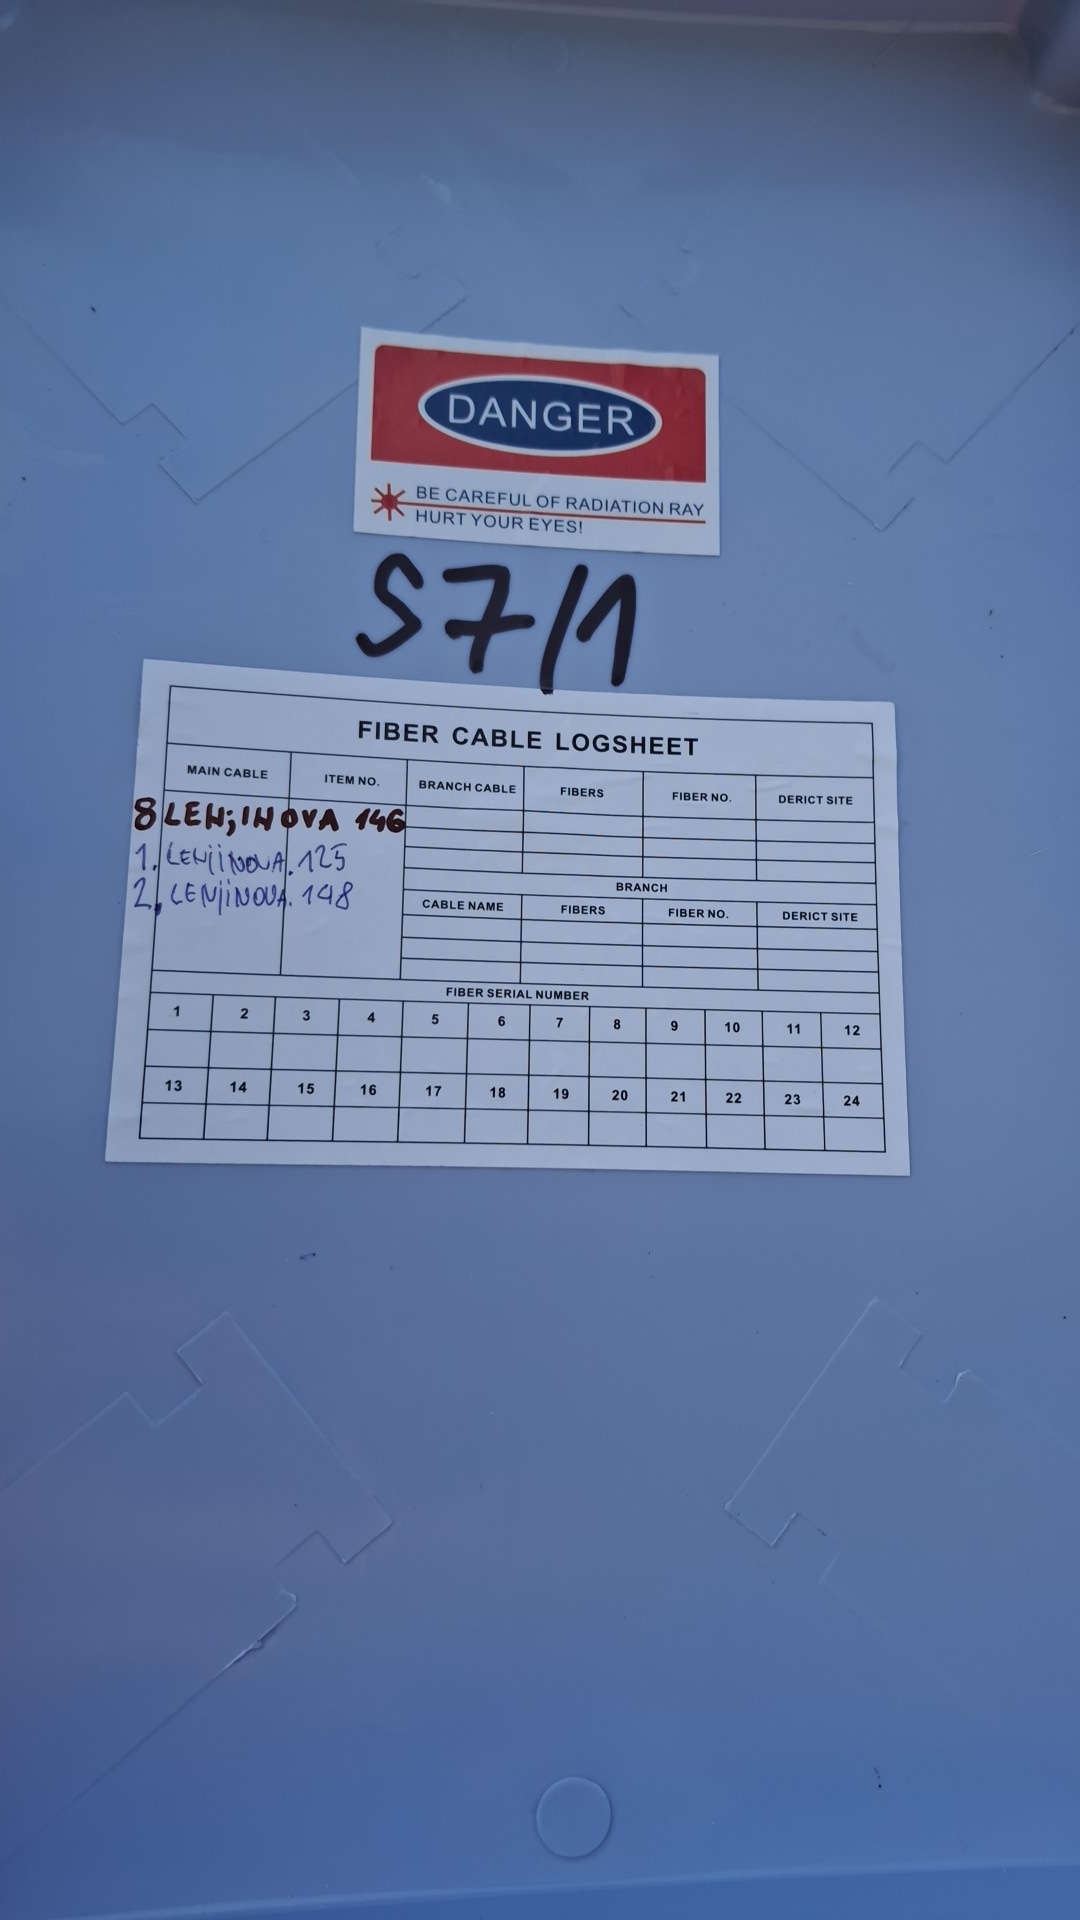 DANGER
BE CAREFUL OF RADIATION RAY
HURT YOUR EYES!
S7/1
FIBER CABLE LOGSHEET
MAIN CABLE ITEM NO. BRANCH CABLE FIBERS FIBER NO. DERICT SITE
8 LENjINOVA 146
1. LENjiNOVA. 125
2. LENjiNOVA. 148
BRANCH
CABLE NAME FIBERS FIBER NO. DERICT SITE
FIBER SERIAL NUMBER
1 2 3 4 5 6 7 8 9 10 11 12
13 14 15 16 17 18 19 20 21 22 23 24